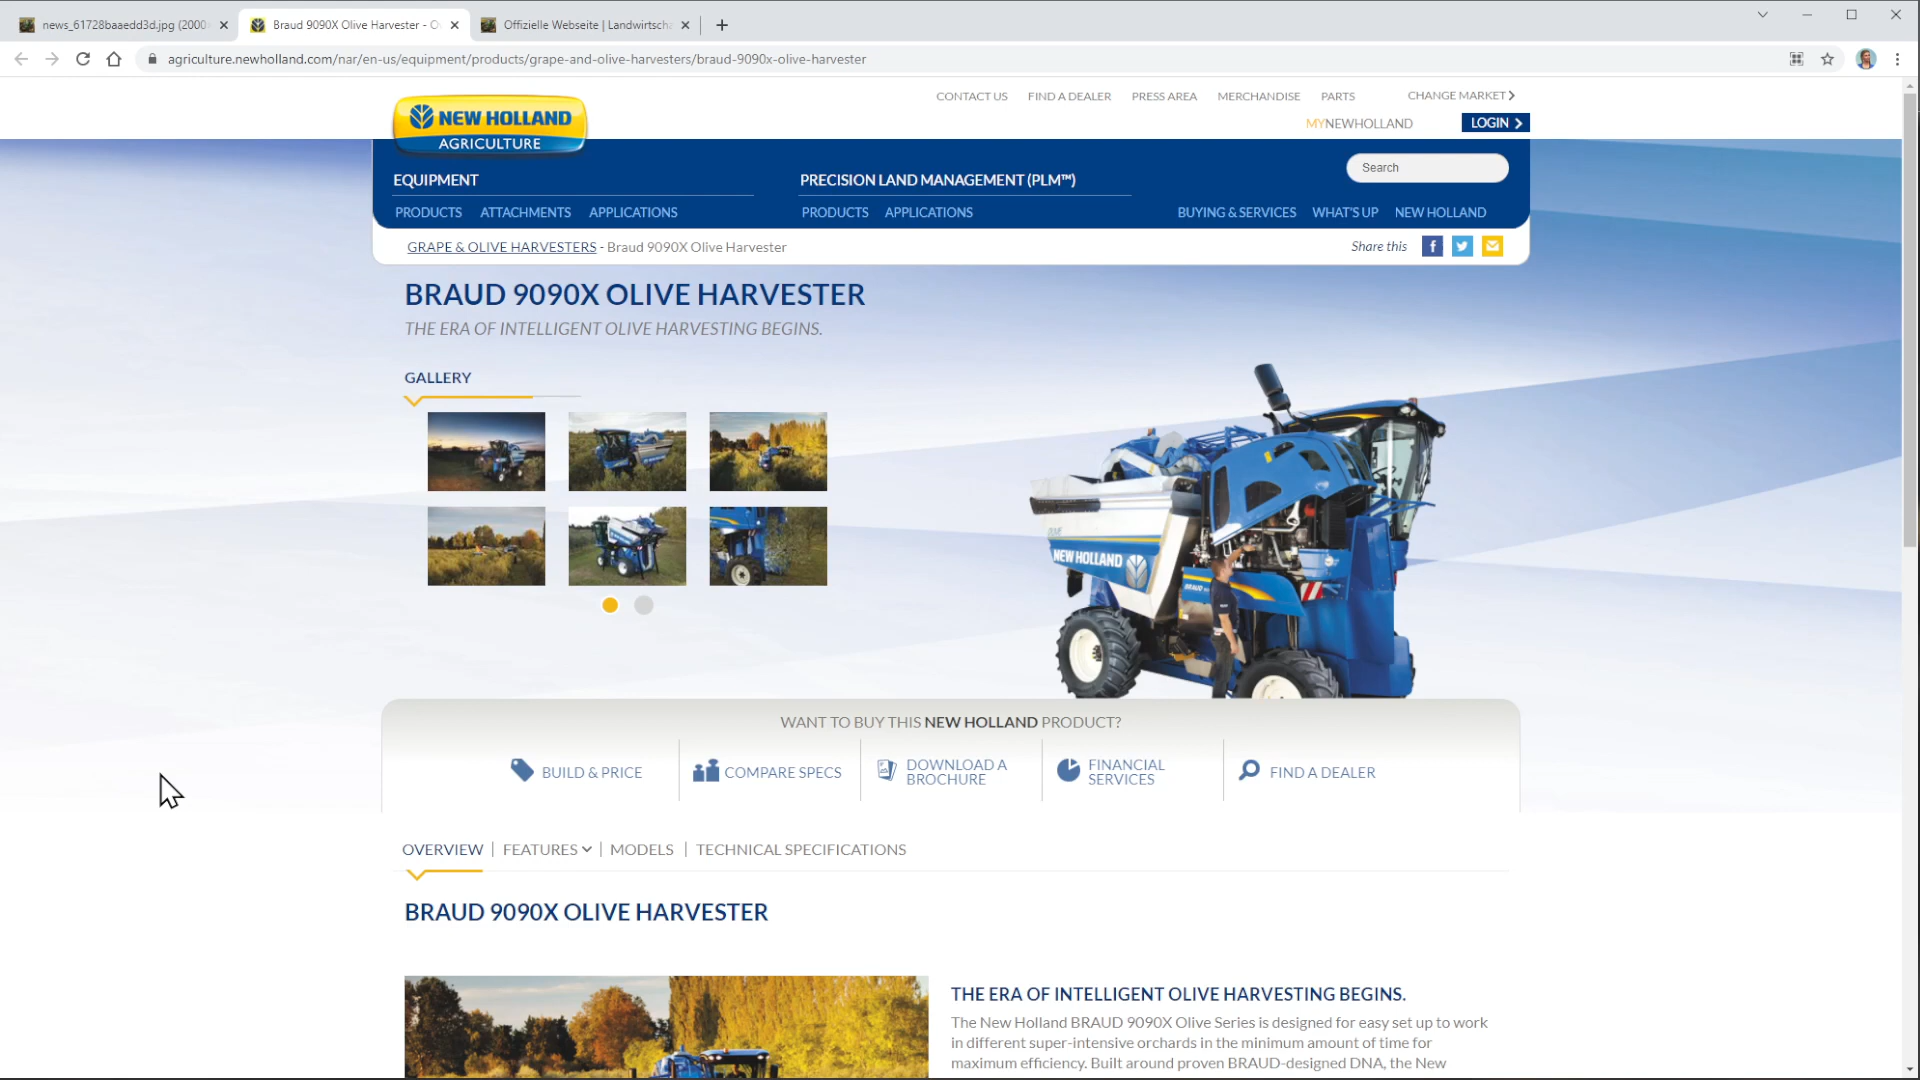 news_61728baaedd3d.jpg (2000
Braud 9090X Olive Harvester - O
Offizielle Webseite | Landwirtscha
agriculture.newholland.com/nar/en-us/equipment/products/grape-and-olive-harvesters/braud-9090x-olive-harvester
CONTACT US FIND A DEALER PRESS AREA MERCHANDISE PARTS CHANGE MARKET
MYNEWHOLLAND LOGIN
NEW HOLLAND
AGRICULTURE
Search
EQUIPMENT PRECISION LAND MANAGEMENT (PLM™)
PRODUCTS ATTACHMENTS APPLICATIONS PRODUCTS APPLICATIONS BUYING & SERVICES WHAT'S UP NEW HOLLAND
GRAPE & OLIVE HARVESTERS - Braud 9090X Olive Harvester Share this
BRAUD 9090X OLIVE HARVESTER
THE ERA OF INTELLIGENT OLIVE HARVESTING BEGINS.
GALLERY
NEW HOLLAND
BRAUD
WANT TO BUY THIS NEW HOLLAND PRODUCT?
BUILD & PRICE
COMPARE SPECS
DOWNLOAD A
BROCHURE
FINANCIAL
SERVICES
FIND A DEALER
OVERVIEW | FEATURES | MODELS | TECHNICAL SPECIFICATIONS
BRAUD 9090X OLIVE HARVESTER
THE ERA OF INTELLIGENT OLIVE HARVESTING BEGINS.
The New Holland BRAUD 9090X Olive Series is designed for easy set up to work
in different super-intensive orchards in the minimum amount of time for
maximum efficiency. Built around proven BRAUD-designed DNA, the New